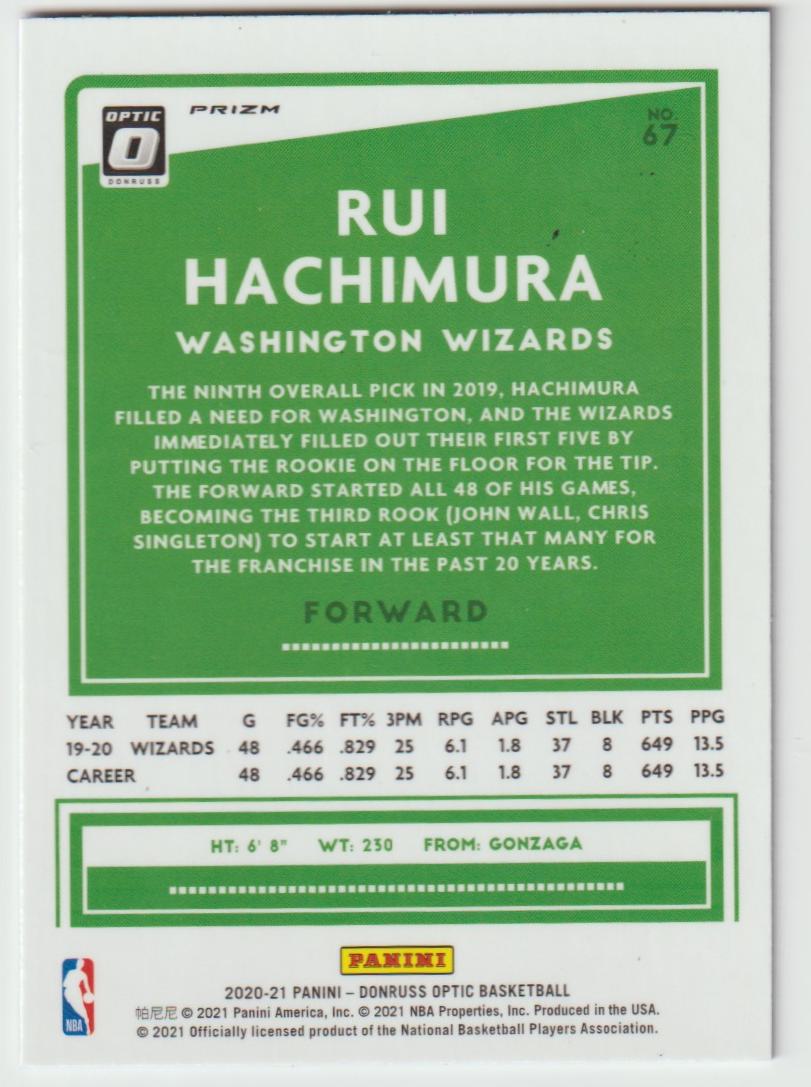 OPTIC
DONRUSS
PRIZM
NO.
67
RUI
HACHIMURA
WASHINGTON WIZARDS
THE NINTH OVERALL PICK IN 2019, HACHIMURA
FILLED A NEED FOR WASHINGTON, AND THE WIZARDS
IMMEDIATELY FILLED OUT THEIR FIRST FIVE BY
PUTTING THE ROOKIE ON THE FLOOR FOR THE TIP.
THE FORWARD STARTED ALL 48 OF HIS GAMES,
BECOMING THE THIRD ROOK (JOHN WALL, CHRIS
SINGLETON) TO START AT LEAST THAT MANY FOR
THE FRANCHISE IN THE PAST 20 YEARS.
FORWARD
YEAR TEAM G FG% FT% 3PM RPG APG STL BLK PTS PPG
19-20 WIZARDS 48 .466 .829 25 6.1 1.8 37 8 649 13.5
CAREER 48 .466 .829 25 6.1 1.8 37 8 649 13.5
HT: 6' 8" WT: 230 FROM: GONZAGA
PANINI
NBA
2020-21 PANINI – DONRUSS OPTIC BASKETBALL
帕尼尼 © 2021 Panini America, Inc. © 2021 NBA Properties, Inc. Produced in the USA.
© 2021 Officially licensed product of the National Basketball Players Association.